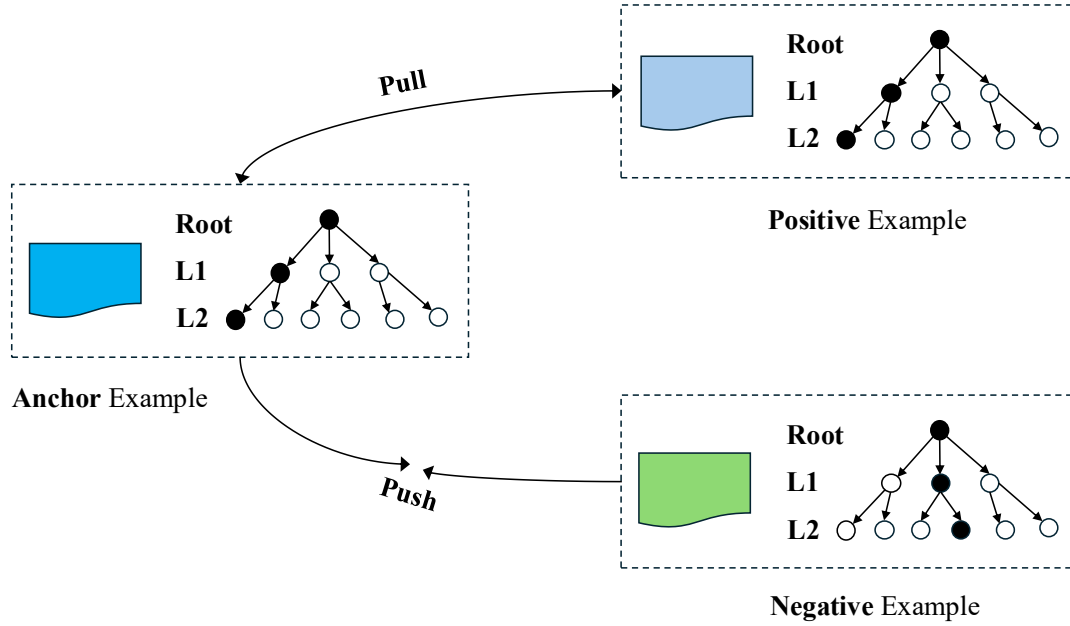 Pull
Root
L1
L2
Positive Example
Root
L1
L2
Anchor Example
Push
Root
L1
L2
Negative Example